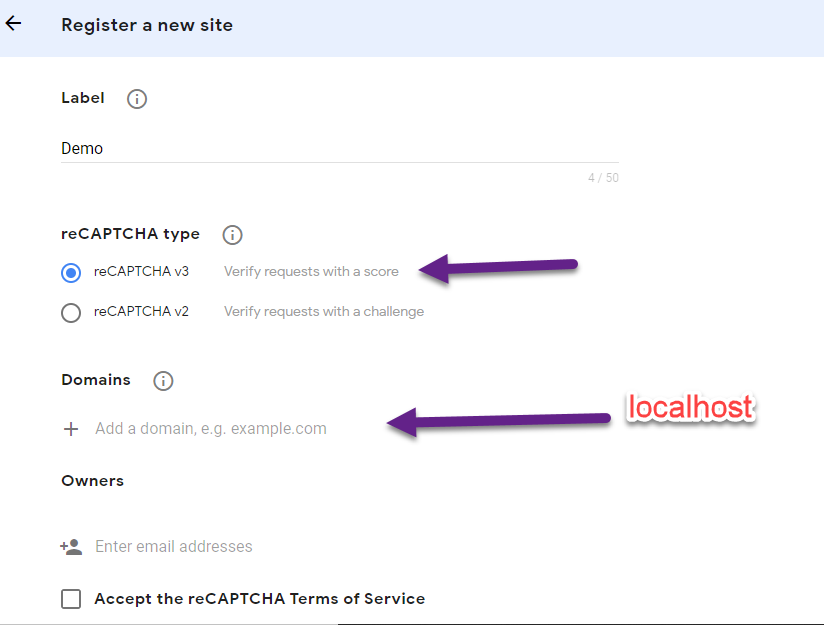 Register a new site
Label
Demo
4 / 50
reCAPTCHA type
reCAPTCHA v3 Verify requests with a score
reCAPTCHA v2 Verify requests with a challenge
Domains
localhost
Add a domain, e.g. example.com
Owners
Enter email addresses
Accept the reCAPTCHA Terms of Service